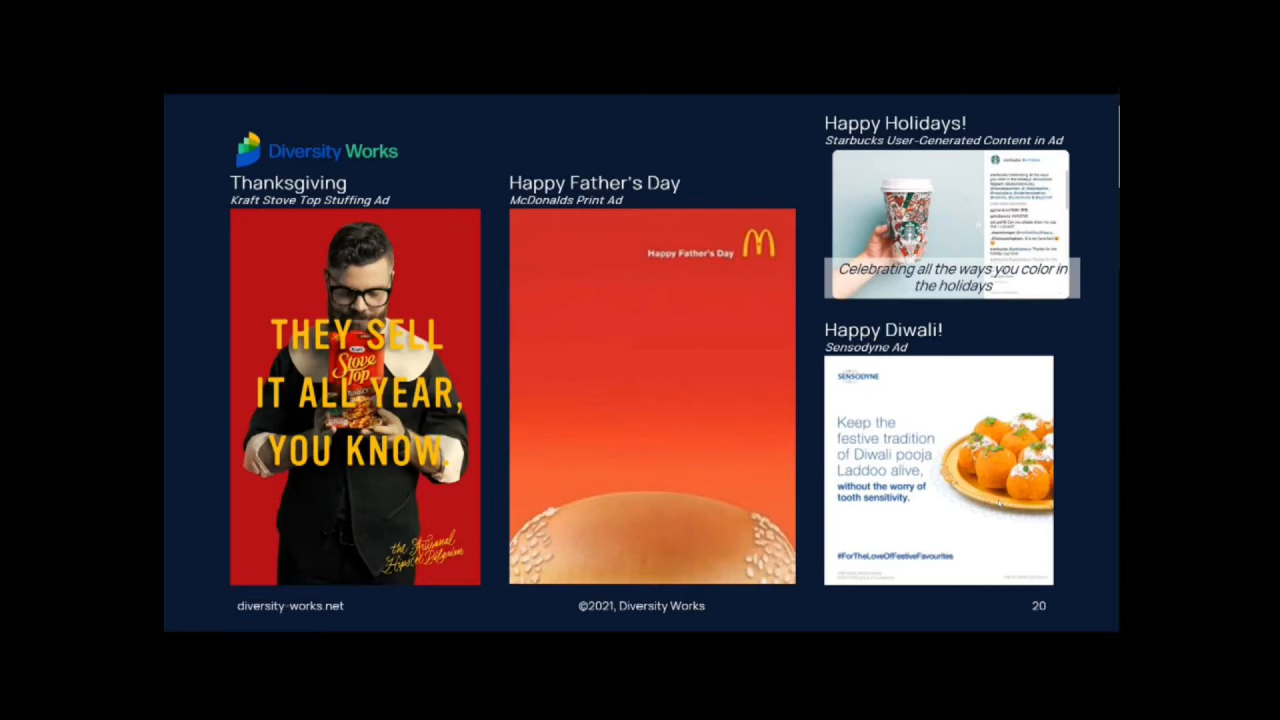 Diversity Works
Thanksgiving
Kraft Stove Top Stuffing Ad
THEY SELL
IT ALL YEAR,
YOU KNOW.
Kraft
Stove
Top
the Artisanal
Hipster Pilgrim
Happy Father's Day
McDonalds Print Ad
Happy Father's Day
Happy Holidays!
Starbucks User-Generated Content in Ad
Celebrating all the ways you color in
the holidays
Happy Diwali!
Sensodyne Ad
SENSODYNE
Keep the
festive tradition
of Diwali pooja
Laddoo alive,
without the worry of
tooth sensitivity.
#ForTheLoveOfFestiveFavourites
diversity-works.net
©2021, Diversity Works
20